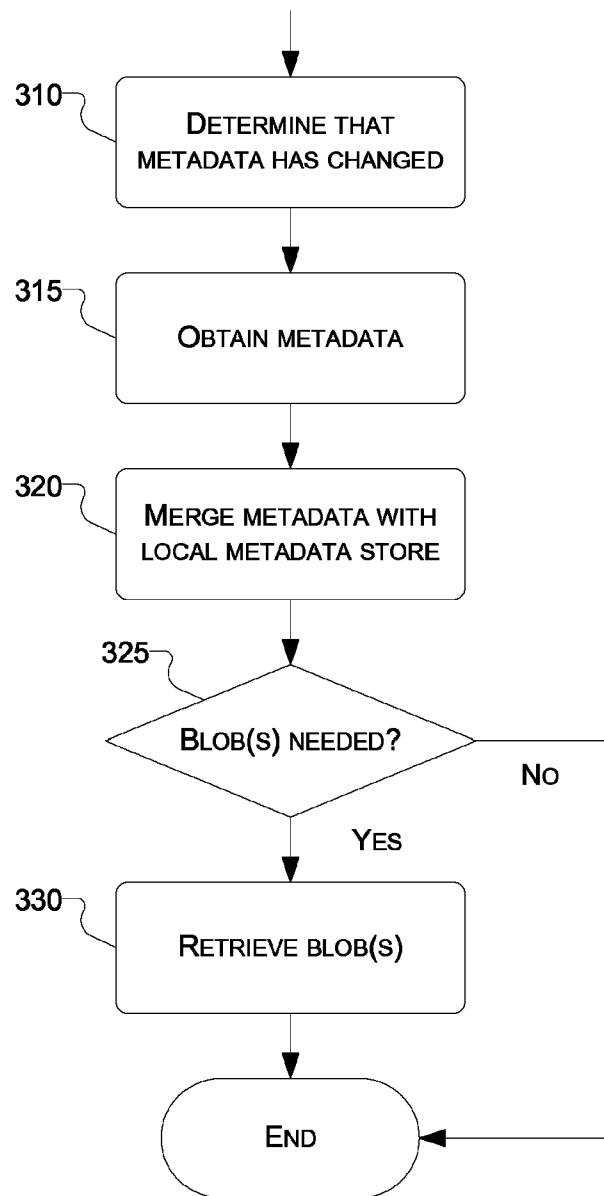 310
DETERMINE THAT
METADADA HAS CHANGED
315
OBTAIN METADATA
320
MERGE METADATA WITH
LOCAL METADATA STORE
325
BLOB(S) NEEDED?
NO
YES
330
RETRIEVE BLOB(S)
END